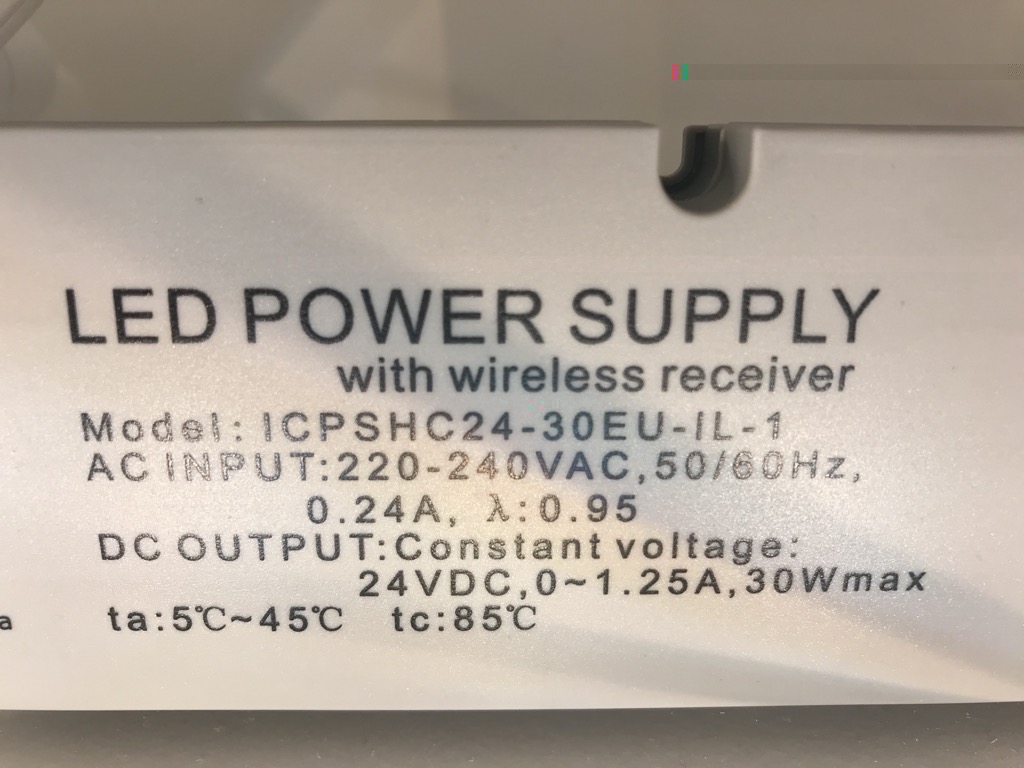 LED POWER SUPPLY
with wireless receiver
Model: ICPSHC24-30EU-IL-1
AC INPUT:220-240VAC,50/60Hz,
0.24A, λ:0.95
DC OUTPUT:Constant voltage:
24VDC,0~1.25A,30Wmax
a ta:5℃~45℃ tc:85℃